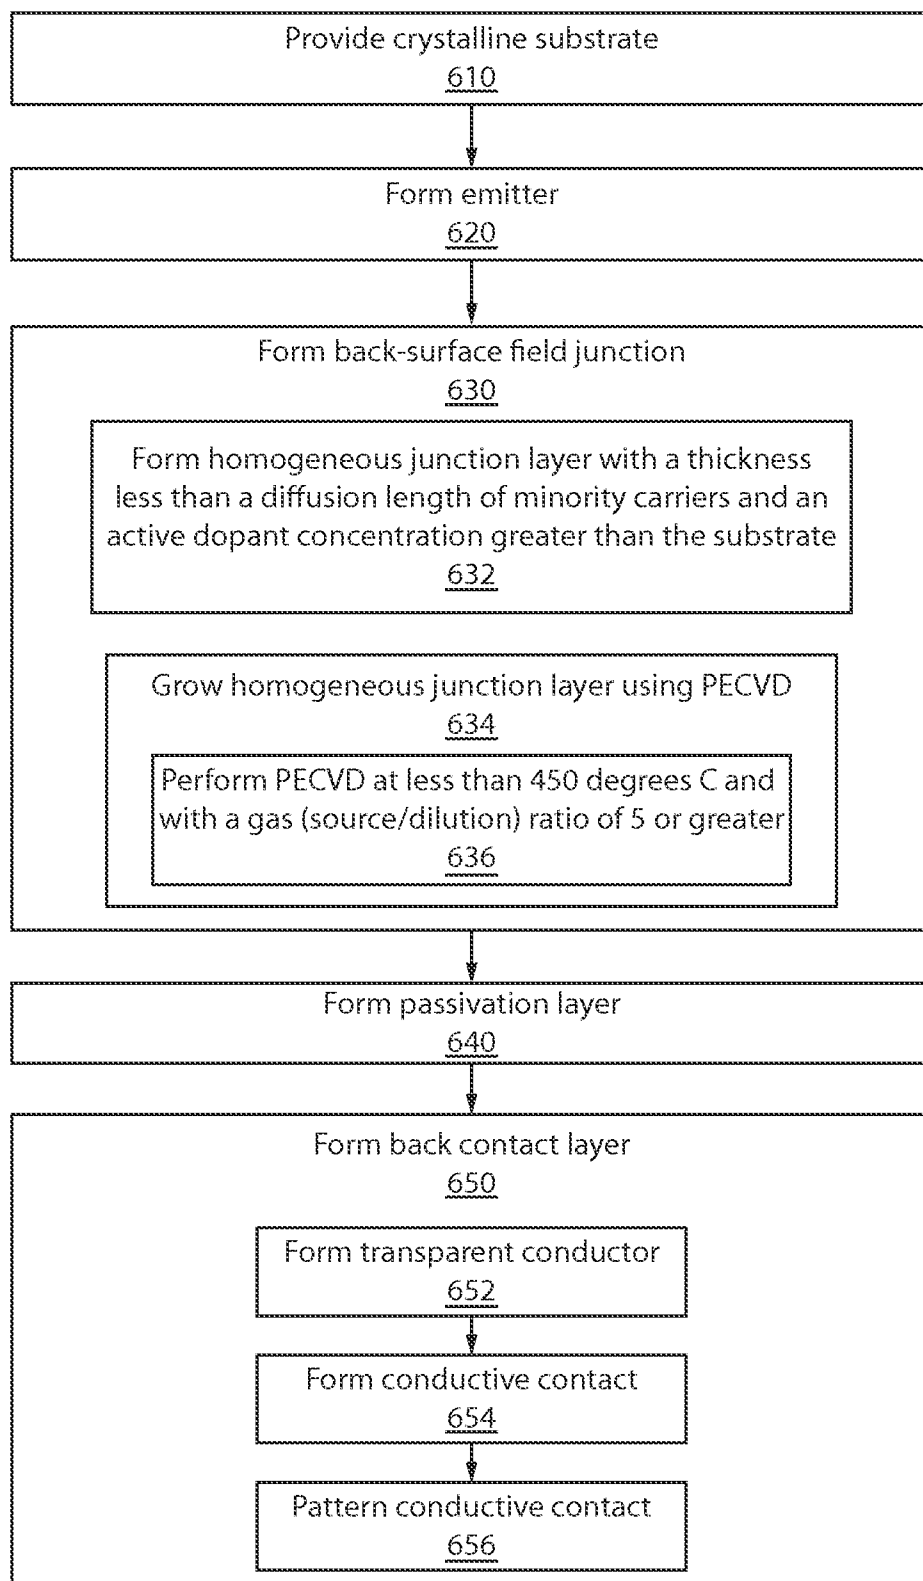 Provide crystalline substrate
610
Form emitter
620
Form back-surface field junction
630
Form homogeneous junction layer with a thickness
less than a diffusion length of minority carriers and an
active dopant concentration greater than the substrate
632
Grow homogeneous junction layer using PECVD
634
Perform PECVD at less than 450 degrees C and
with a gas (source/dilution) ratio of 5 or greater
636
Form passivation layer
640
Form back contact layer
650
Form transparent conductor
652
Form conductive contact
654
Pattern conductive contact
656